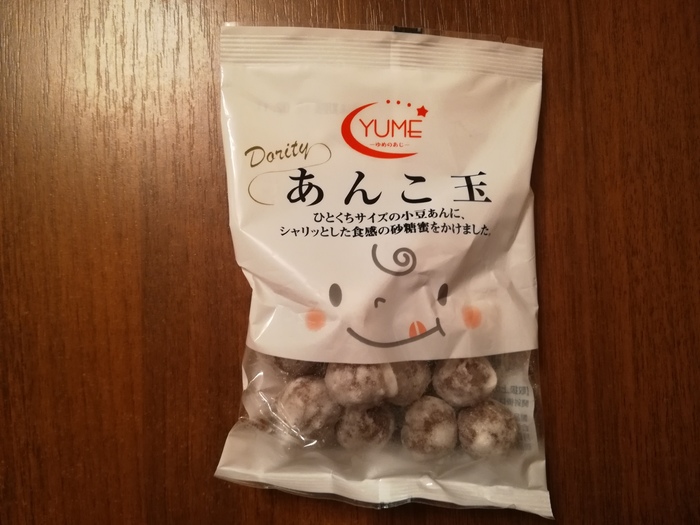 YUME
ーゆめのあじー
Dority
あんこ玉
ひとくちサイズの小豆あんに、
シャリッとした食感の砂糖蜜をかけました。